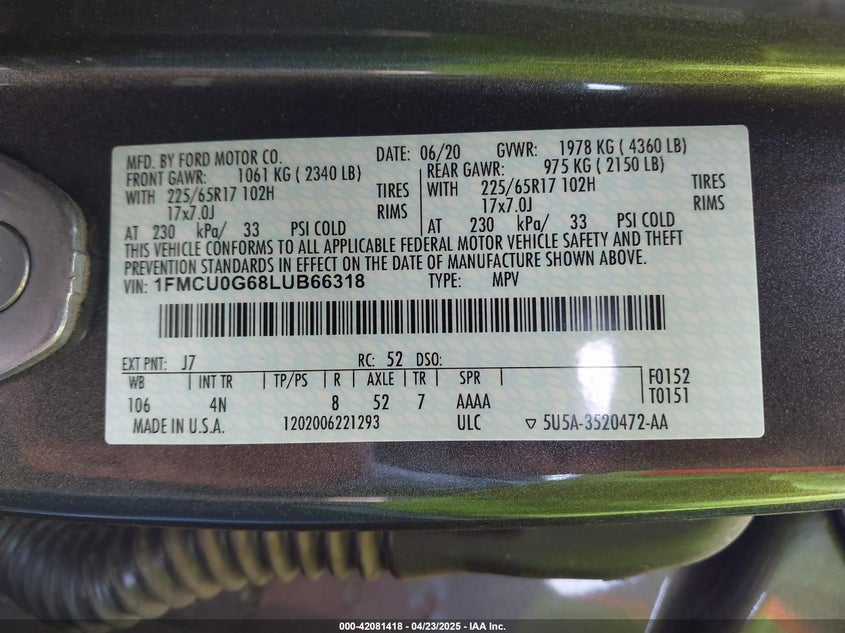 MFD. BY FORD MOTOR CO.
DATE: 06/20 GVWR: 1978 KG ( 4360 LB)
FRONT GAWR: 1061 KG ( 2340 LB)
WITH 225/65R17 102H TIRES
17x7.0J RIMS
AT 230 kPa/ 33 PSI COLD
REAR GAWR: 975 KG ( 2150 LB)
WITH 225/65R17 102H TIRES
17x7.0J RIMS
AT 230 kPa/ 33 PSI COLD
THIS VEHICLE CONFORMS TO ALL APPLICABLE FEDERAL MOTOR VEHICLE SAFETY AND THEFT
PREVENTION STANDARDS IN EFFECT ON THE DATE OF MANUFACTURE SHOWN ABOVE.
VIN: 1FMCU0G68LUB66318 TYPE: MPV
EXT PNT: J7 RC: 52 DSO:
WB INT TR TP/PS R AXLE TR SPR F0152
106 4N 8 52 7 AAAA T0151
MADE IN U.S.A. 1202006221293 ULC ▽ 5U5A-3520472-AA
000-42081418 - 04/23/2025 - IAA Inc.